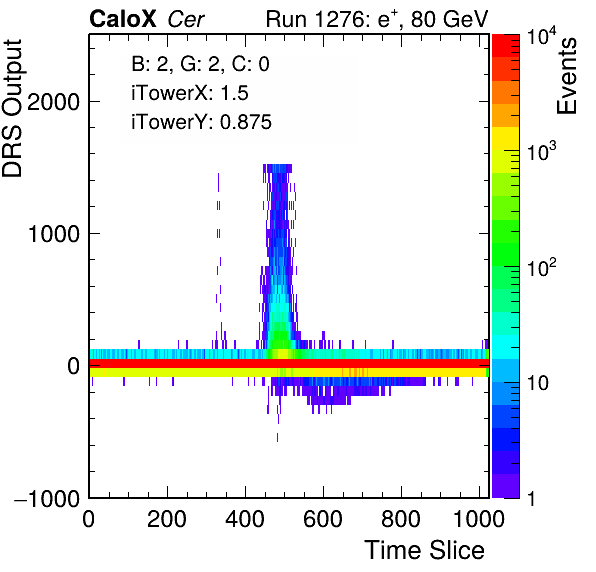 CaloX Cer Run 1276: e⁺, 80 GeV
B: 2, G: 2, C: 0
iTowerX: 1.5
iTowerY: 0.875
DRS Output
2000
1000
0
−1000
0 200 400 600 800 1000
Time Slice
Events
10⁴
10³
10²
10
1